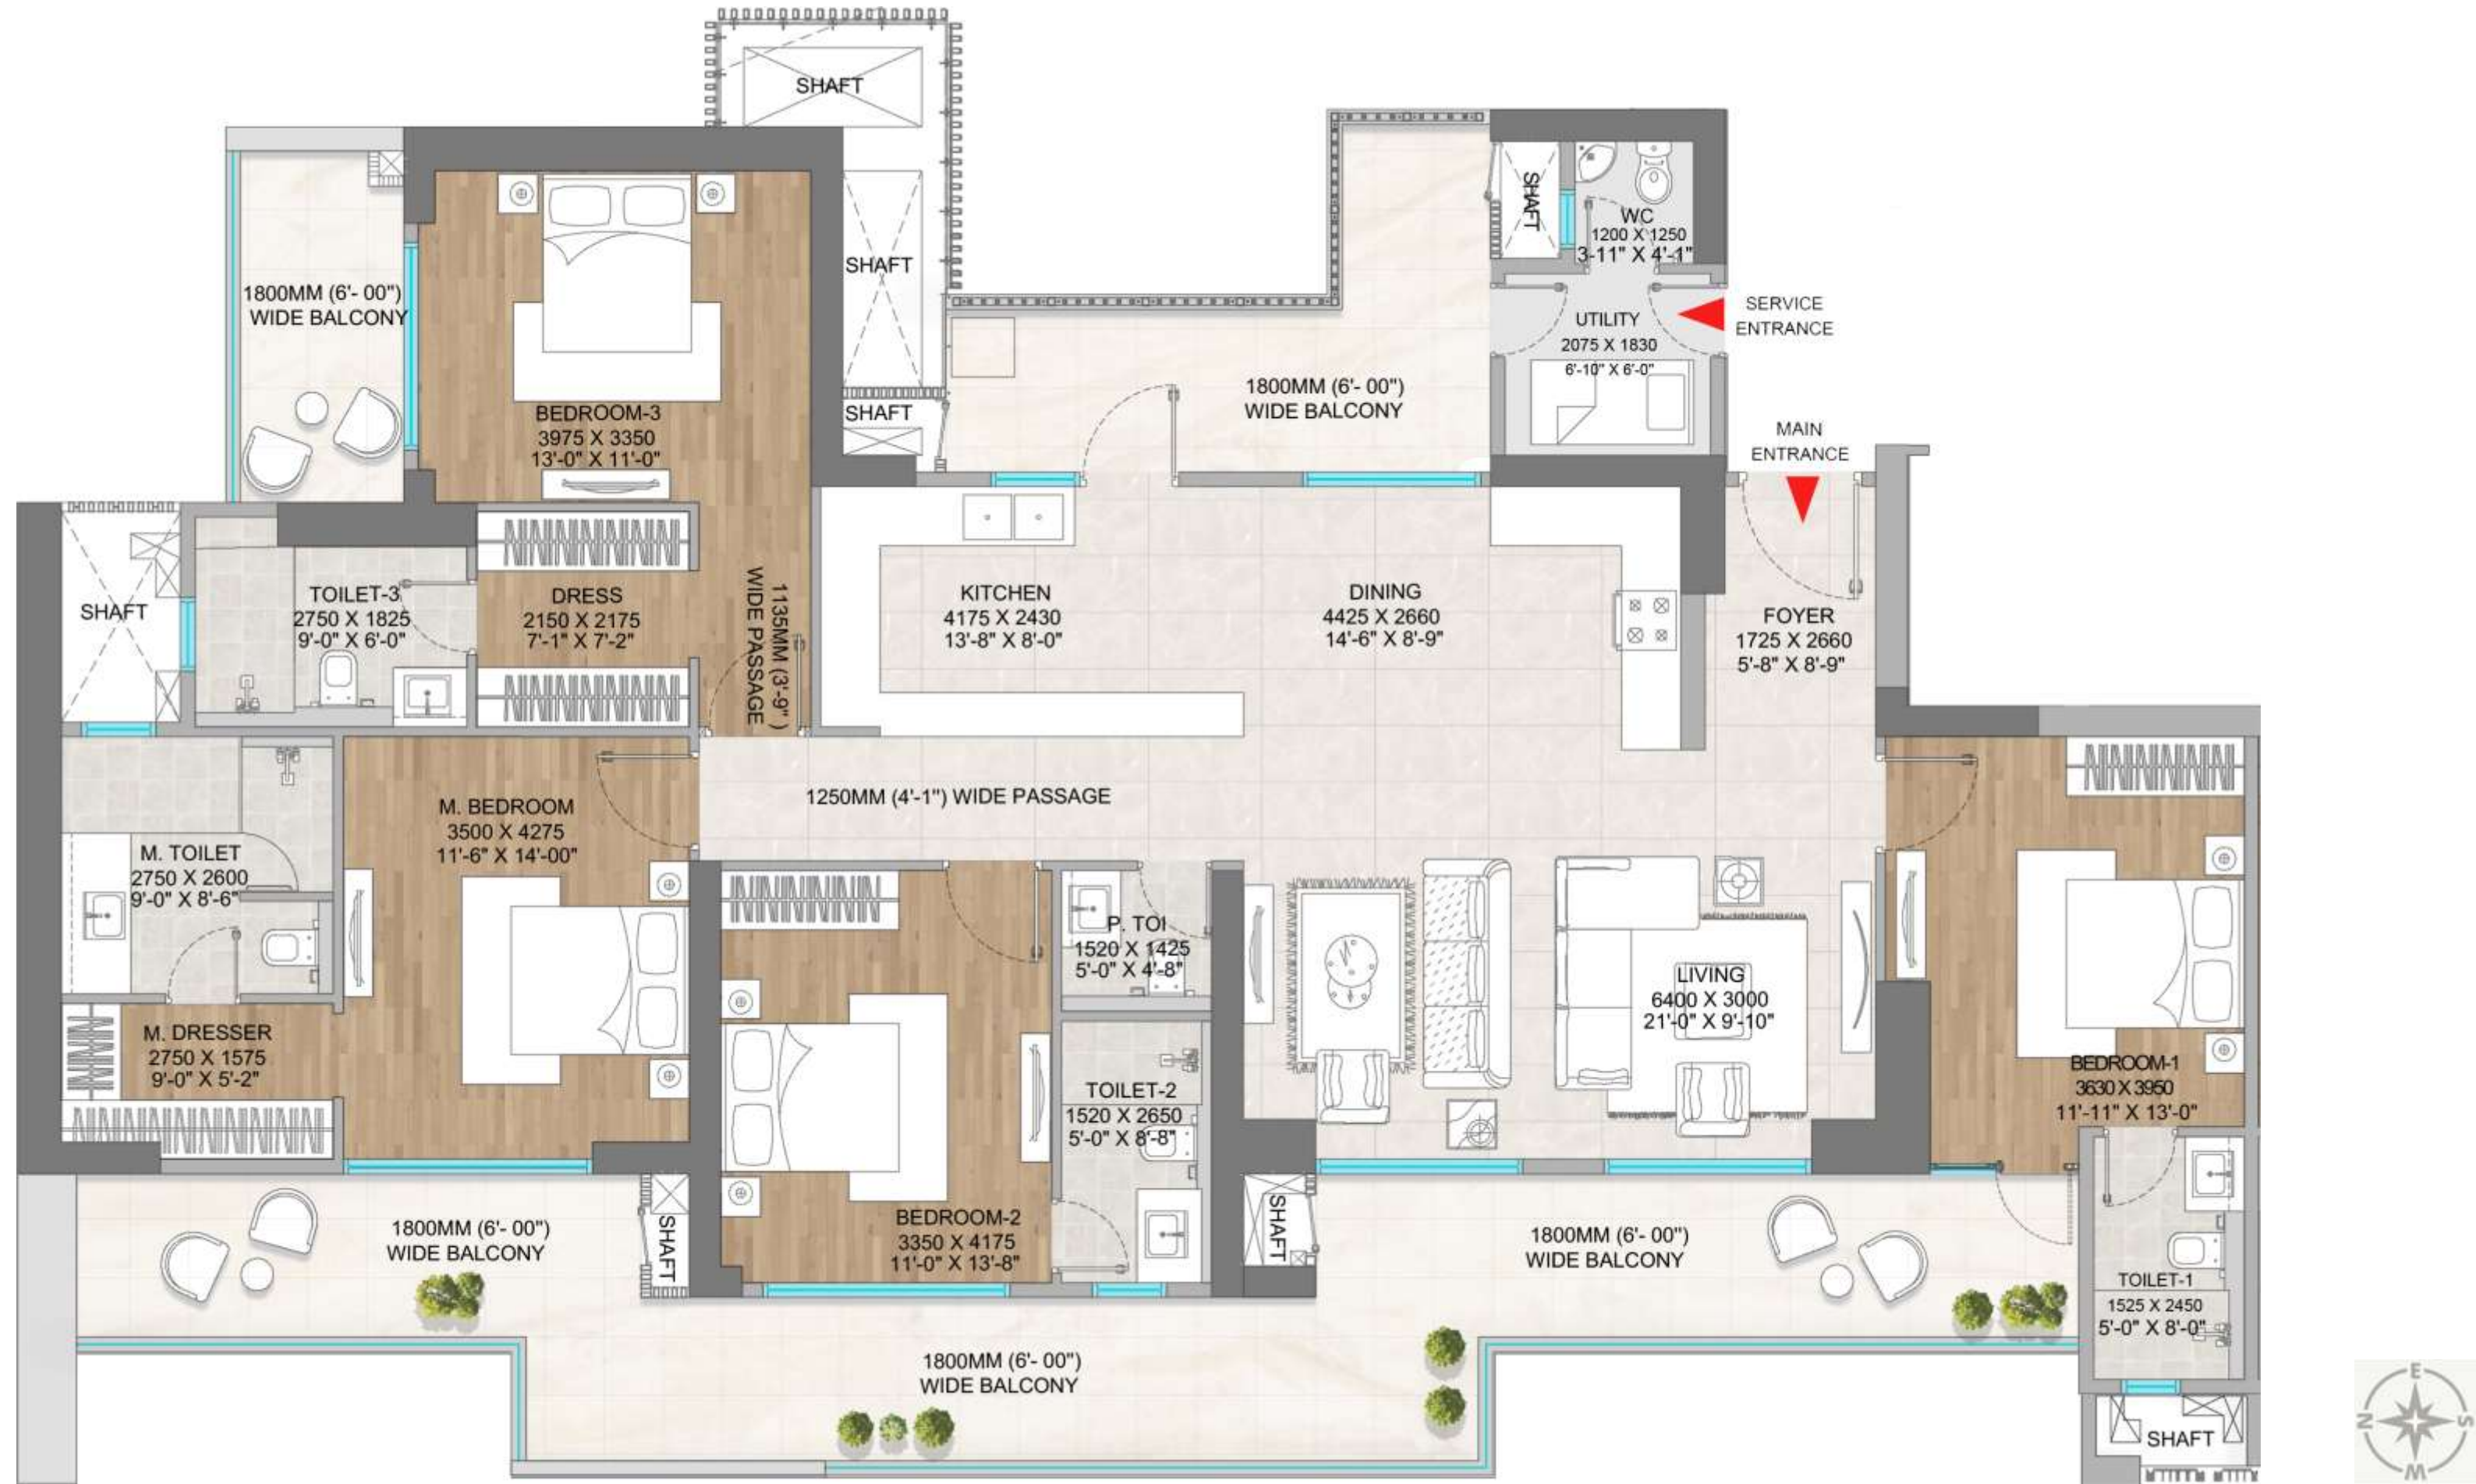 SHAFT
SHAFT
SHAFT
SHAFT
WC
1200 X 1250
3-11" X 4'-1"
1800MM (6'- 00")
WIDE BALCONY
SERVICE
ENTRANCE
UTILITY
2075 X 1830
6'-10" X 6'-0"
1800MM (6'- 00")
WIDE BALCONY
BEDROOM-3
3975 X 3350
13'-0" X 11'-0"
MAIN
ENTRANCE
SHAFT
TOILET-3
2750 X 1825
9'-0" X 6'-0"
DRESS
2150 X 2175
7'-1" X 7'-2"
1135MM (3'-9" )
WIDE PASSAGE
KITCHEN
4175 X 2430
13'-8" X 8'-0"
DINING
4425 X 2660
14'-6" X 8'-9"
FOYER
1725 X 2660
5'-8" X 8'-9"
M. BEDROOM
3500 X 4275
11'-6" X 14'-00"
1250MM (4'-1") WIDE PASSAGE
M. TOILET
2750 X 2600
9'-0" X 8'-6"
P. TOI
1520 X 1425
5'-0" X 4'-8"
LIVING
6400 X 3000
21'-0" X 9'-10"
M. DRESSER
2750 X 1575
9'-0" X 5'-2"
BEDROOM-1
3630 X 3950
11'-11" X 13'-0"
TOILET-2
1520 X 2650
5'-0" X 8'-8"
1800MM (6'- 00")
WIDE BALCONY
SHAFT
BEDROOM-2
3350 X 4175
11'-0" X 13'-8"
SHAFT
1800MM (6'- 00")
WIDE BALCONY
TOILET-1
1525 X 2450
5'-0" X 8'-0"
1800MM (6'- 00")
WIDE BALCONY
SHAFT
E
N
S
W